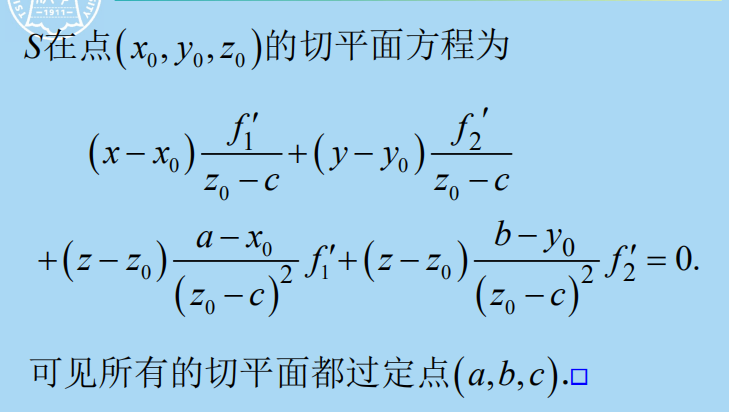 -1911-
S在点(x₀, y₀, z₀)的切平面方程为
(x − x₀) f₁′/(z₀ − c) + (y − y₀) f₂′/(z₀ − c)
+(z − z₀) (a − x₀)/(z₀ − c)² f₁′ + (z − z₀) (b − y₀)/(z₀ − c)² f₂′ = 0.
可见所有的切平面都过定点(a,b,c).□